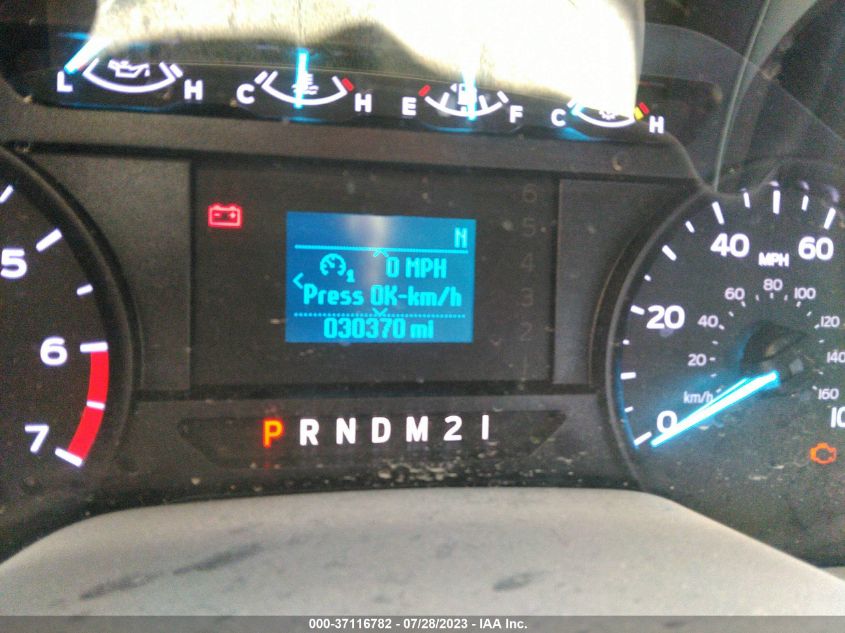 L H C H E F C H
6
5
4
3
2
1
N
0 MPH
1
Press OK-km/h
030370 mi
P R N D M 2 1
5
6
7
0 20 40 60
MPH
km/h 20 40 60 80 100 120 140 160
10
000-37116782 - 07/28/2023 - IAA Inc.